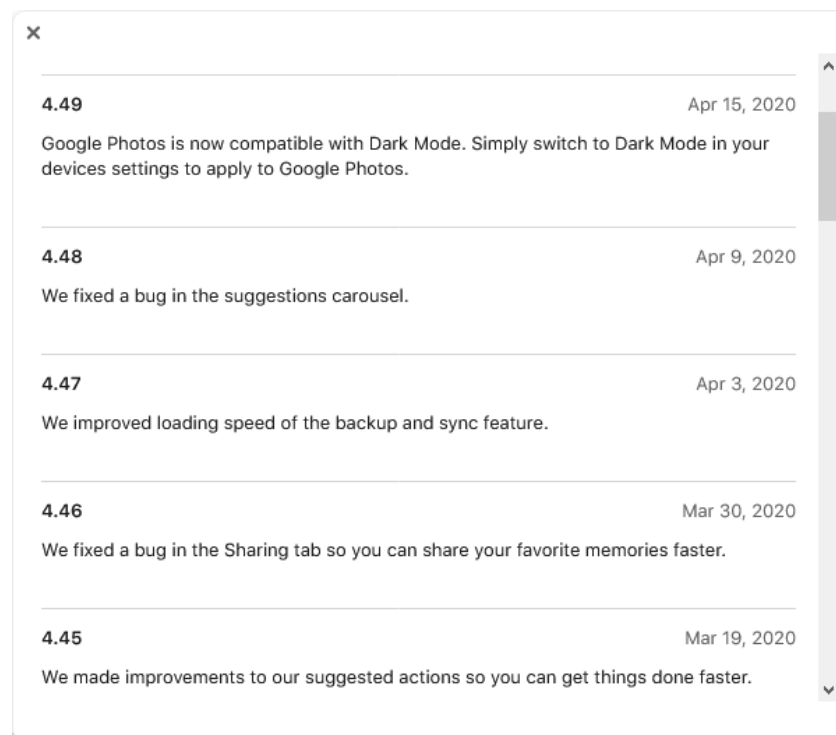 4.49 Apr 15, 2020
Google Photos is now compatible with Dark Mode. Simply switch to Dark Mode in your
devices settings to apply to Google Photos.
4.48 Apr 9, 2020
We fixed a bug in the suggestions carousel.
4.47 Apr 3, 2020
We improved loading speed of the backup and sync feature.
4.46 Mar 30, 2020
We fixed a bug in the Sharing tab so you can share your favorite memories faster.
4.45 Mar 19, 2020
We made improvements to our suggested actions so you can get things done faster.